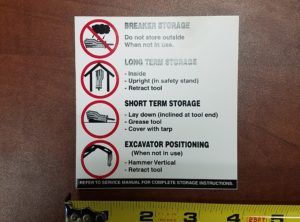 BREAKER STORAGE
Do not store outside
When not in use.
LONG TERM STORAGE
- Inside
- Upright (in safety stand)
- Retract tool
SHORT TERM STORAGE
- Lay down (inclined at tool end)
- Grease tool
- Cover with tarp
EXCAVATOR POSITIONING
(When not in use)
- Hammer Vertical
- Retract tool
REFER TO SERVICE MANUAL FOR COMPLETE STORAGE INSTRUCTIONS.
2 3 4 5